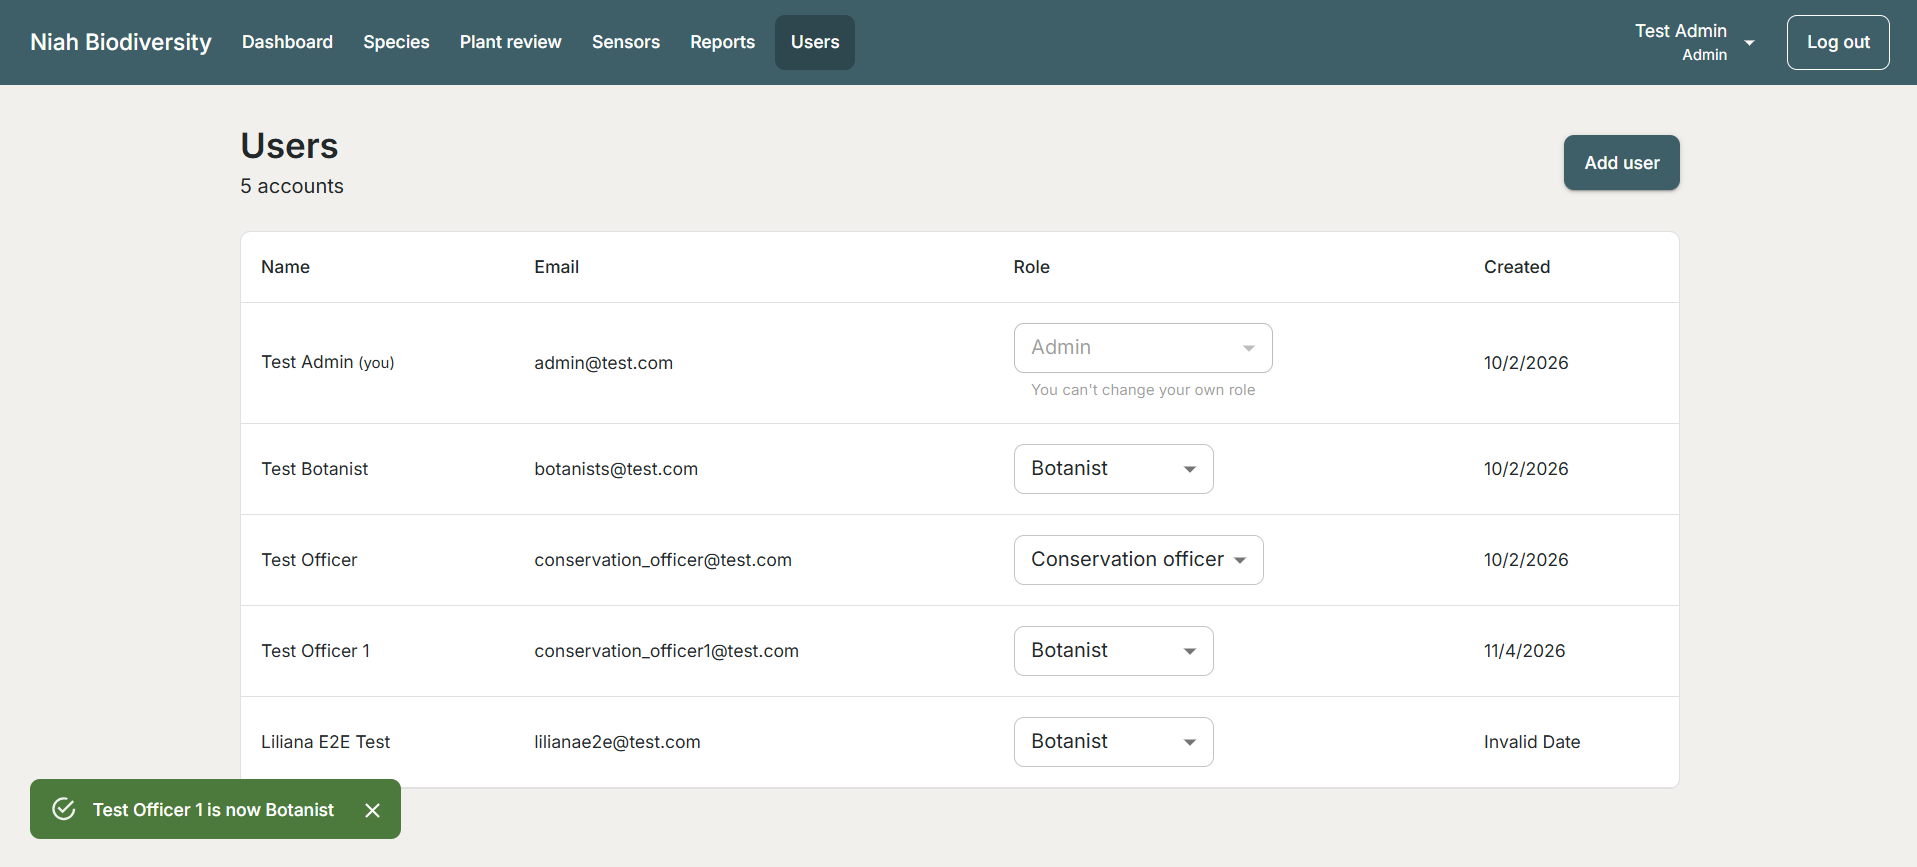 Niah Biodiversity Dashboard Species Plant review Sensors Reports Users Test Admin Admin Log out
Users
5 accounts
Add user
Name Email Role Created
Test Admin (you) admin@test.com Admin 10/2/2026
You can't change your own role
Test Botanist botanists@test.com Botanist 10/2/2026
Test Officer conservation_officer@test.com Conservation officer 10/2/2026
Test Officer 1 conservation_officer1@test.com Botanist 11/4/2026
Liliana E2E Test lilianae2e@test.com Botanist Invalid Date
Test Officer 1 is now Botanist